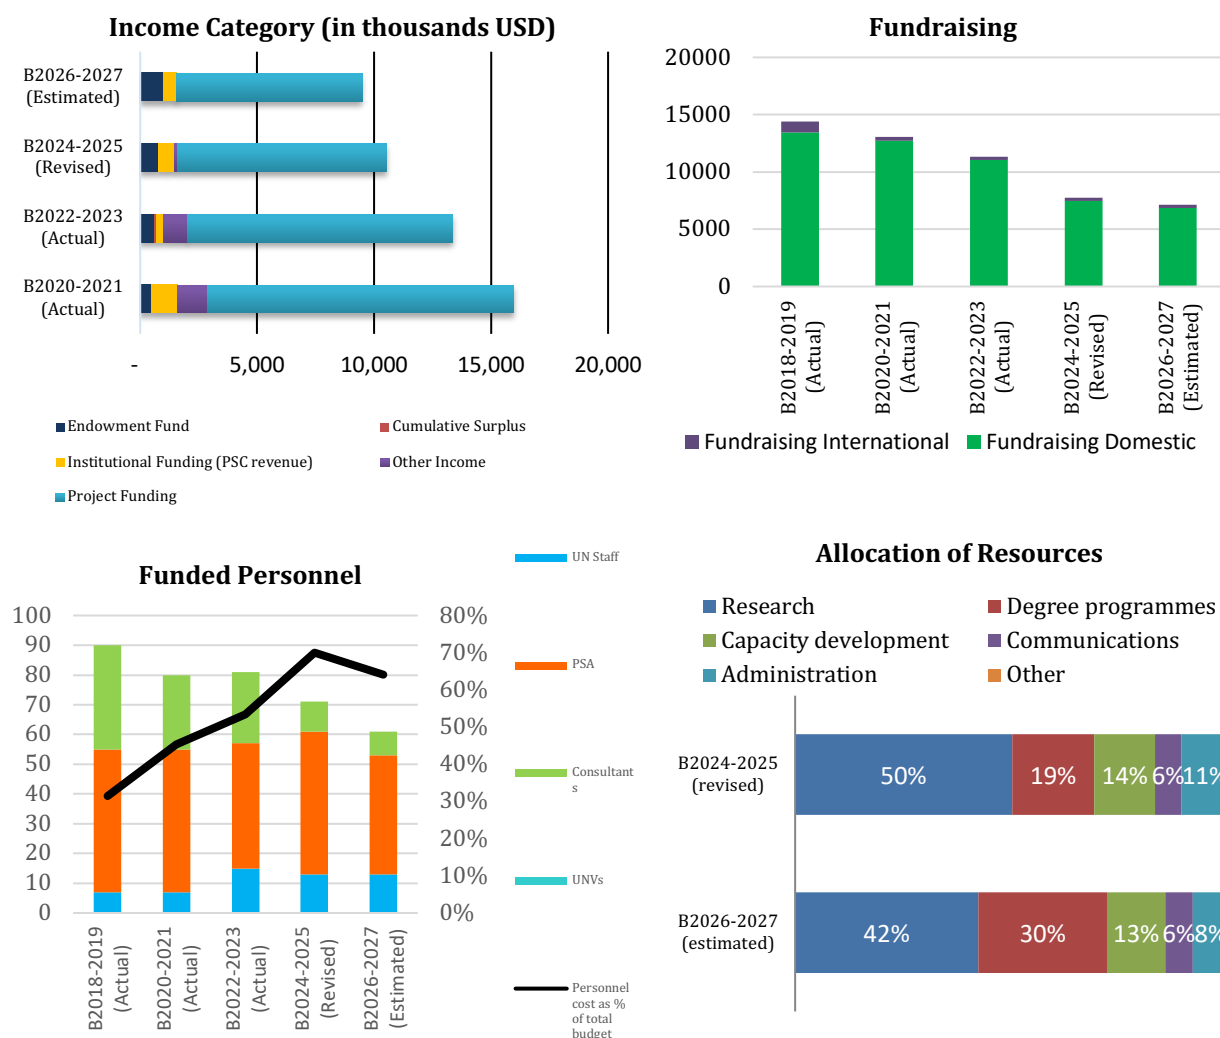 Income Category (in thousands USD)
B2026-2027
(Estimated)
B2024-2025
(Revised)
B2022-2023
(Actual)
B2020-2021
(Actual)
-
5,000
10,000
15,000
20,000
Endowment Fund
Cumulative Surplus
Institutional Funding (PSC revenue)
Other Income
Project Funding
Fundraising
20000
15000
10000
5000
0
B2018-2019
(Actual)
B2020-2021
(Actual)
B2022-2023
(Actual)
B2024-2025
(Revised)
B2026-2027
(Estimated)
Fundraising International
Fundraising Domestic
Funded Personnel
100
90
80
70
60
50
40
30
20
10
0
80%
70%
60%
50%
40%
30%
20%
10%
0%
B2018-2019
(Actual)
B2020-2021
(Actual)
B2022-2023
(Actual)
B2024-2025
(Revised)
B2026-2027
(Estimated)
UN Staff
PSA
Consultant
s
UNVs
Personnel
cost as %
of total
budget
Allocation of Resources
Research
Degree programmes
Capacity development
Communications
Administration
Other
B2024-2025
(revised)
50%
19%
14%
6%
11%
B2026-2027
(estimated)
42%
30%
13%
6%
8%